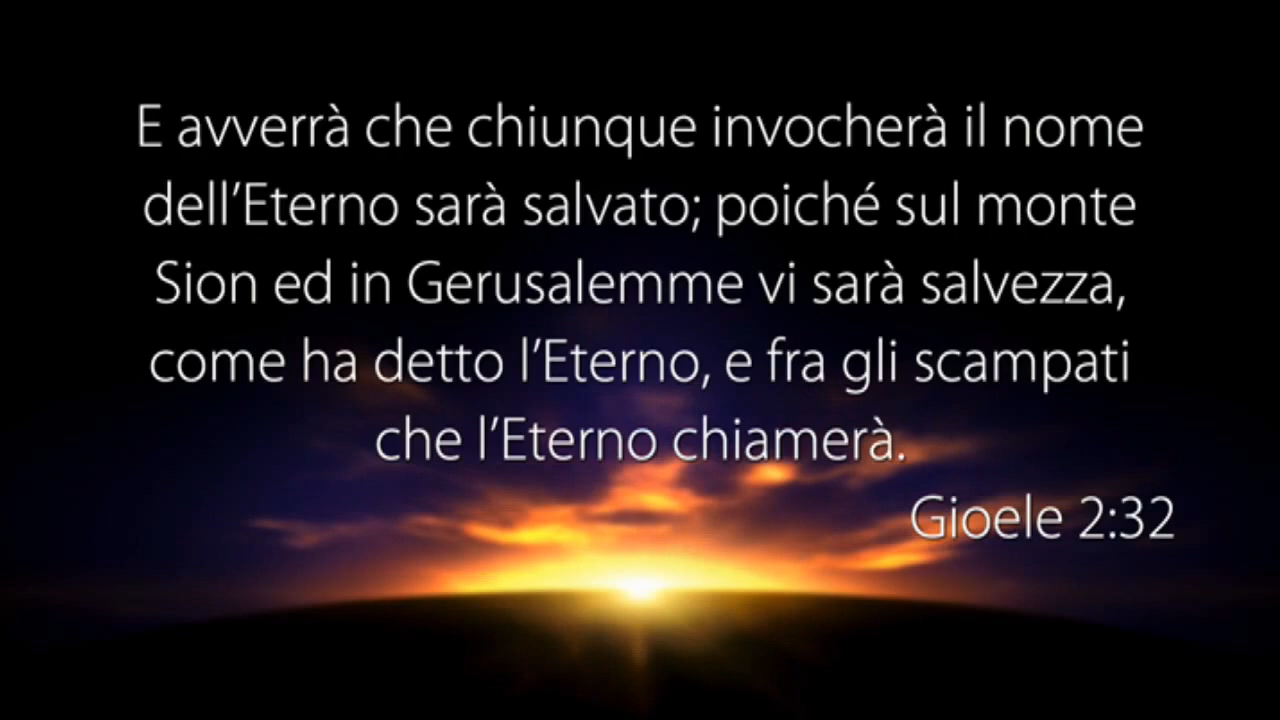 E avverrà che chiunque invocherà il nome
dell’Eterno sarà salvato; poiché sul monte
Sion ed in Gerusalemme vi sarà salvezza,
come ha detto l’Eterno, e fra gli scampati
che l’Eterno chiamerà.
Gioele 2:32